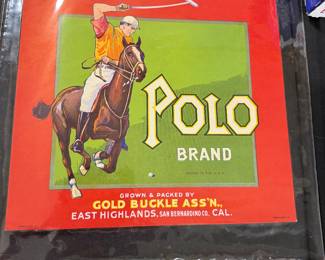 POLO
BRAND
GROWN & PACKED BY
GOLD BUCKLE ASS'N.,
EAST HIGHLANDS, SAN BERNARDINO CO. CAL.